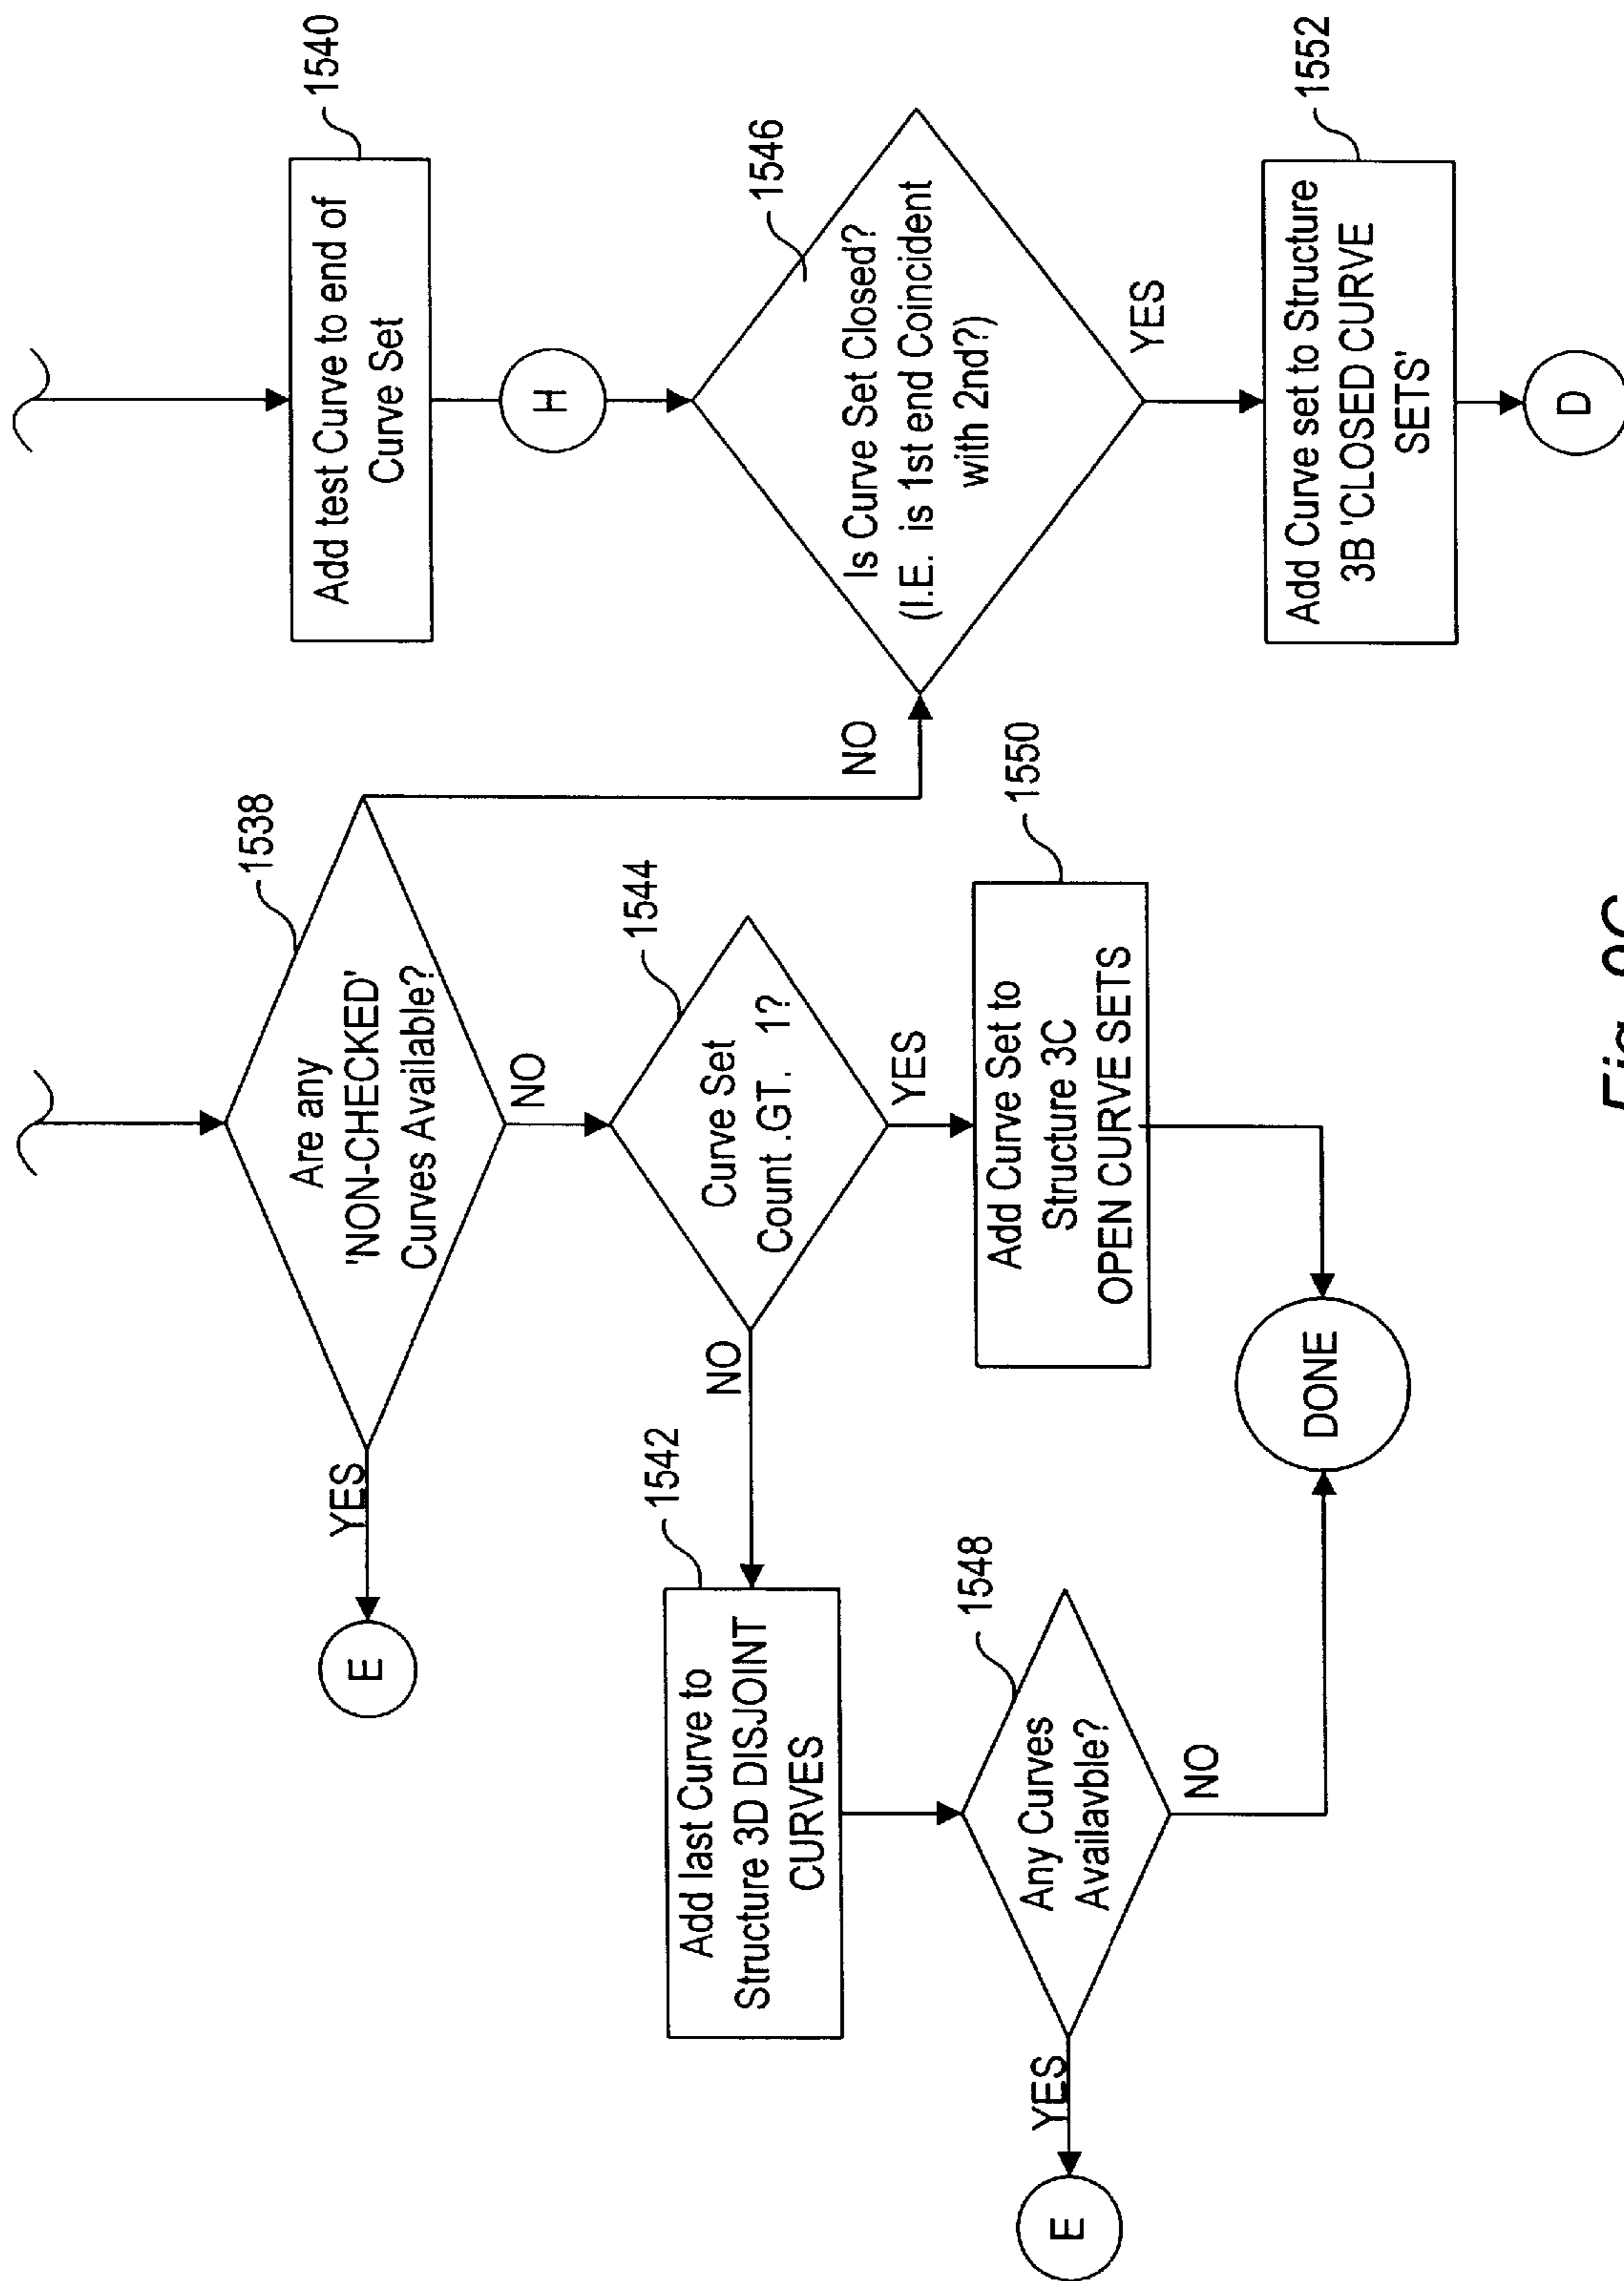 1540
Add test Curve to end of
Curve Set
H
1546
Is Curve Set Closed?
(I.E. is 1st end Coincident
with 2nd?)
YES
1552
Add Curve set to Structure
3B 'CLOSED CURVE
SETS'
D
NO
1538
Are any
'NON-CHECKED'
Curves Available?
YES
E
NO
1544
Curve Set
Count .GT. 1?
YES
1550
Add Curve Set to
Structure 3C
OPEN CURVE SETS
NO
1542
Add last Curve to
Structure 3D DISJOINT
CURVES
1548
Any Curves
Availavble?
YES
E
NO
DONE
Fig.